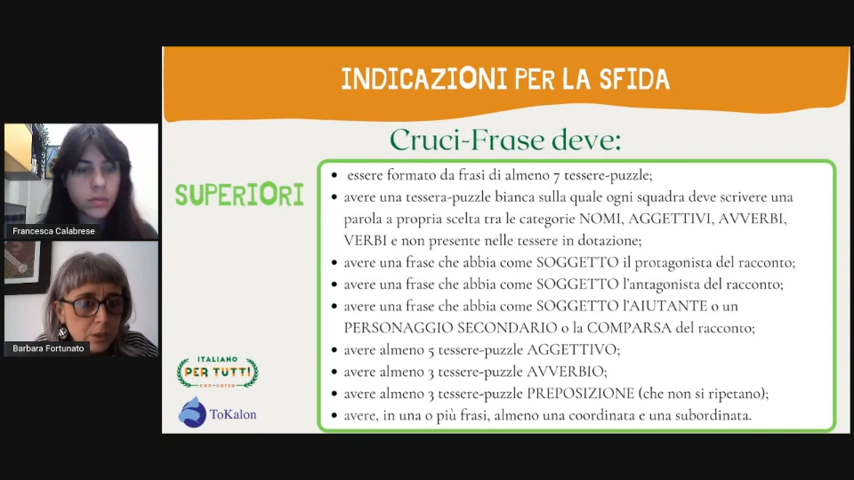 INDICAZIONI PER LA SFIDA
Cruci-Frase deve:
SUPERIORI
• essere formato da frasi di almeno 7 tessere-puzzle;
• avere una tessera-puzzle bianca sulla quale ogni squadra deve scrivere una
parola a propria scelta tra le categorie NOMI, AGGETTIVI, AVVERBI,
VERBI e non presente nelle tessere in dotazione;
• avere una frase che abbia come SOGGETTO il protagonista del racconto;
• avere una frase che abbia come SOGGETTO l'antagonista del racconto;
• avere una frase che abbia come SOGGETTO l'AIUTANTE o un
PERSONAGGIO SECONDARIO o la COMPARSA del racconto;
• avere almeno 5 tessere-puzzle AGGETTIVO;
• avere almeno 3 tessere-puzzle AVVERBIO;
• avere almeno 3 tessere-puzzle PREPOSIZIONE (che non si ripetano);
• avere, in una o più frasi, almeno una coordinata e una subordinata.
Francesca Calabrese
Barbara Fortunato
ITALIANO
PER TUTTI
concorso
ToKalon